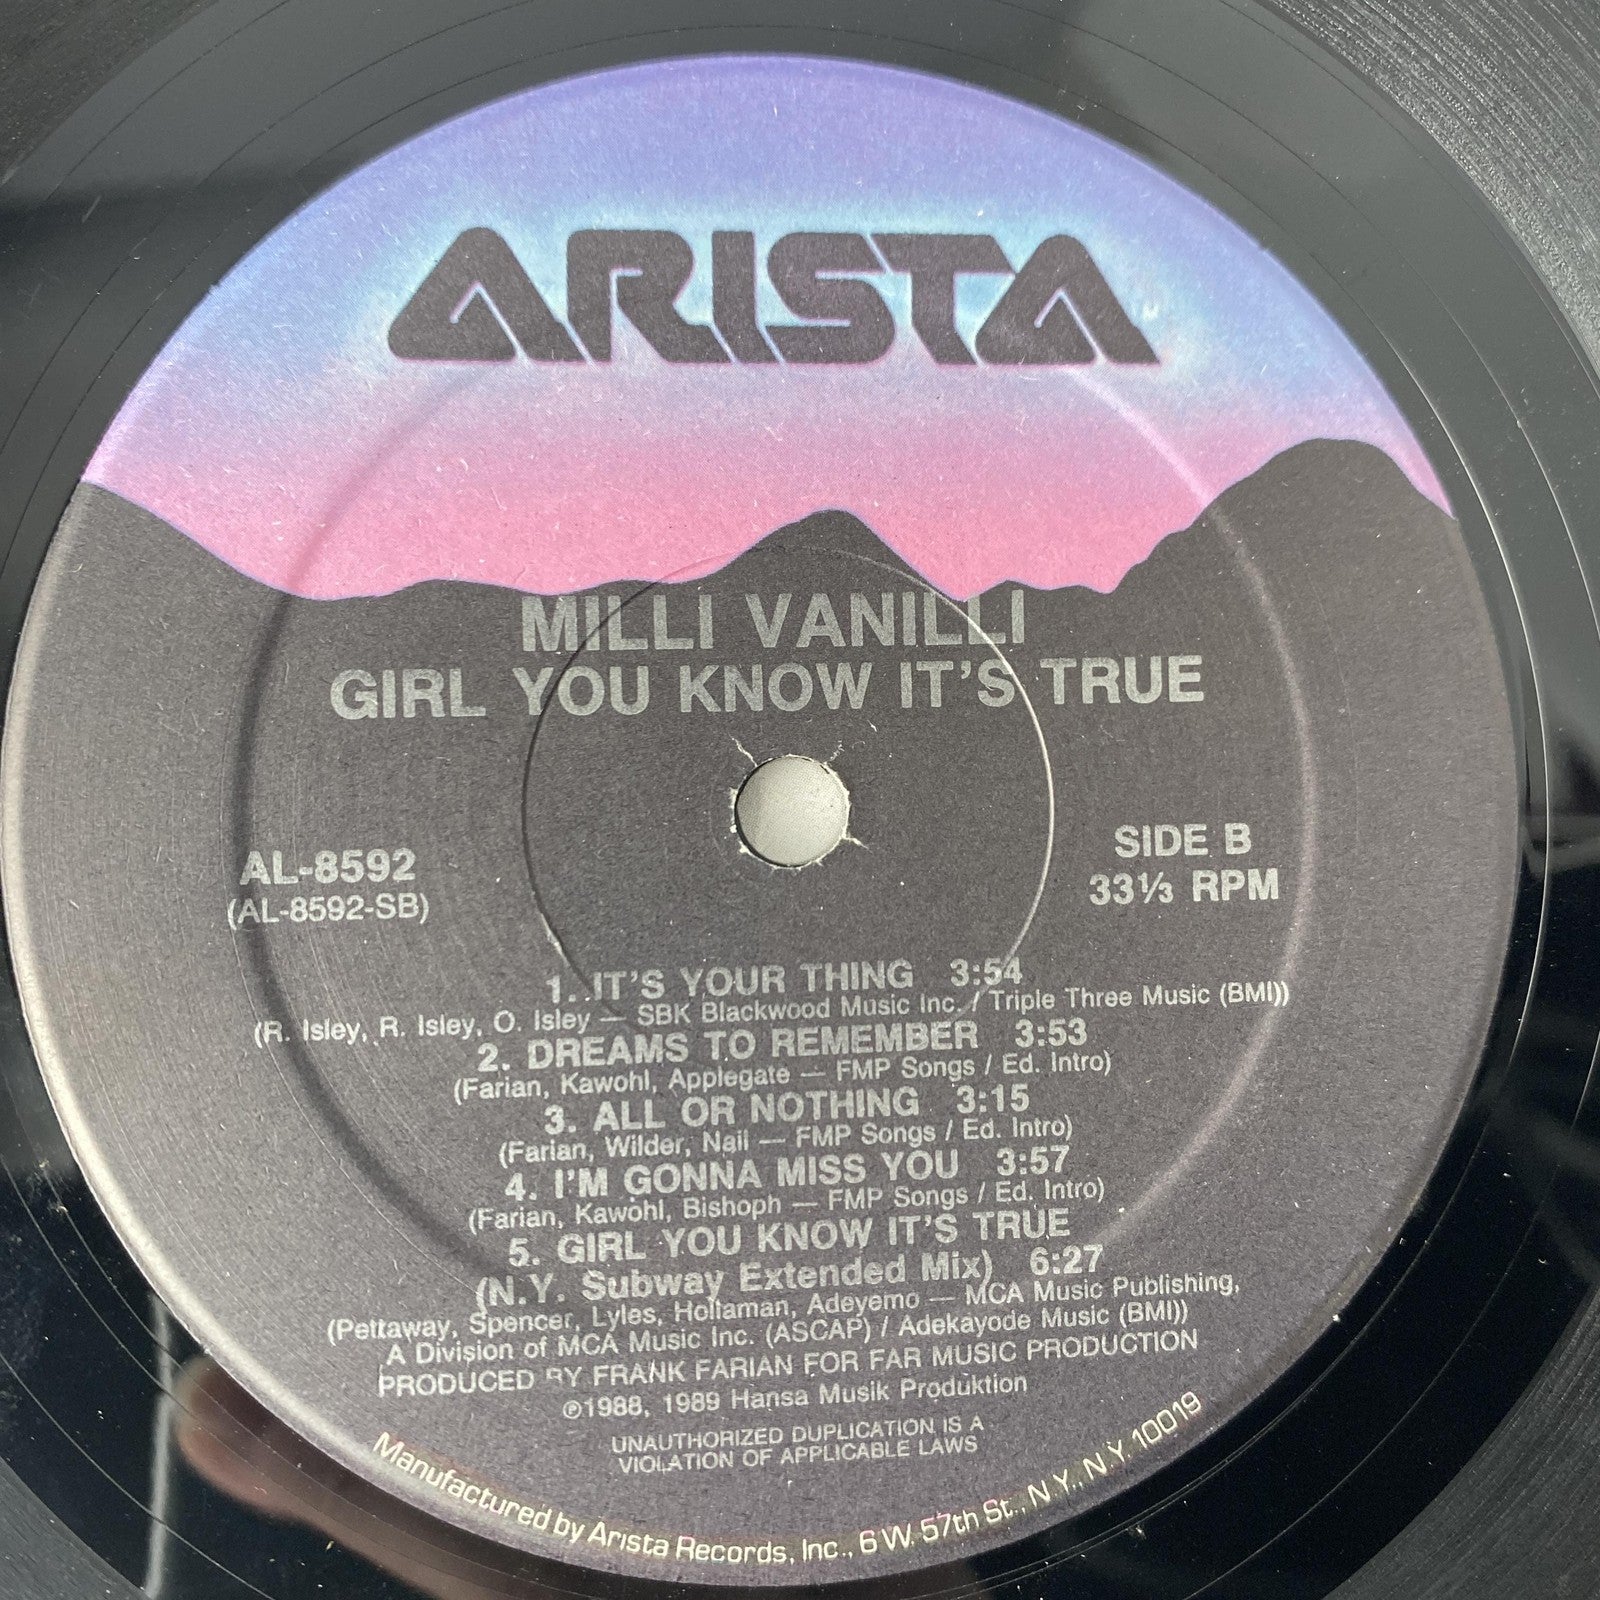 ARISTA
MILLI VANILLI
GIRL YOU KNOW IT'S TRUE
AL-8592
(AL-8592-SB)
SIDE B
33⅓ RPM
1. IT'S YOUR THING 3:54
(R. Isley, R. Isley, O. Isley — SBK Blackwood Music Inc. / Triple Three Music (BMI))
2. DREAMS TO REMEMBER 3:53
(Farian, Kawohl, Applegate — FMP Songs / Ed. Intro)
3. ALL OR NOTHING 3:15
(Farian, Wilder, Nail — FMP Songs / Ed. Intro)
4. I'M GONNA MISS YOU 3:57
(Farian, Kawohl, Bishoph — FMP Songs / Ed. Intro)
5. GIRL YOU KNOW IT'S TRUE
(N.Y. Subway Extended Mix) 6:27
(Pettaway, Spencer, Lyles, Hollaman, Adeyemo — MCA Music Publishing,
A Division of MCA Music Inc. (ASCAP) / Adekayode Music (BMI))
PRODUCED BY FRANK FARIAN FOR FAR MUSIC PRODUCTION
℗1988, 1989 Hansa Musik Produktion
UNAUTHORIZED DUPLICATION IS A
VIOLATION OF APPLICABLE LAWS
Manufactured by Arista Records, Inc., 6 W. 57th St., N.Y., N.Y. 10019